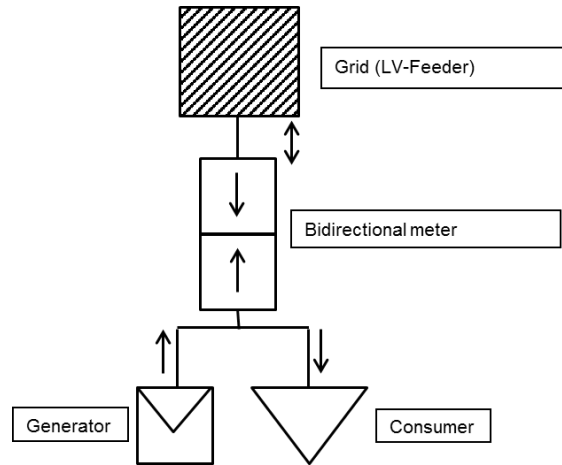 Grid (LV-Feeder)
Bidirectional meter
Generator
Consumer